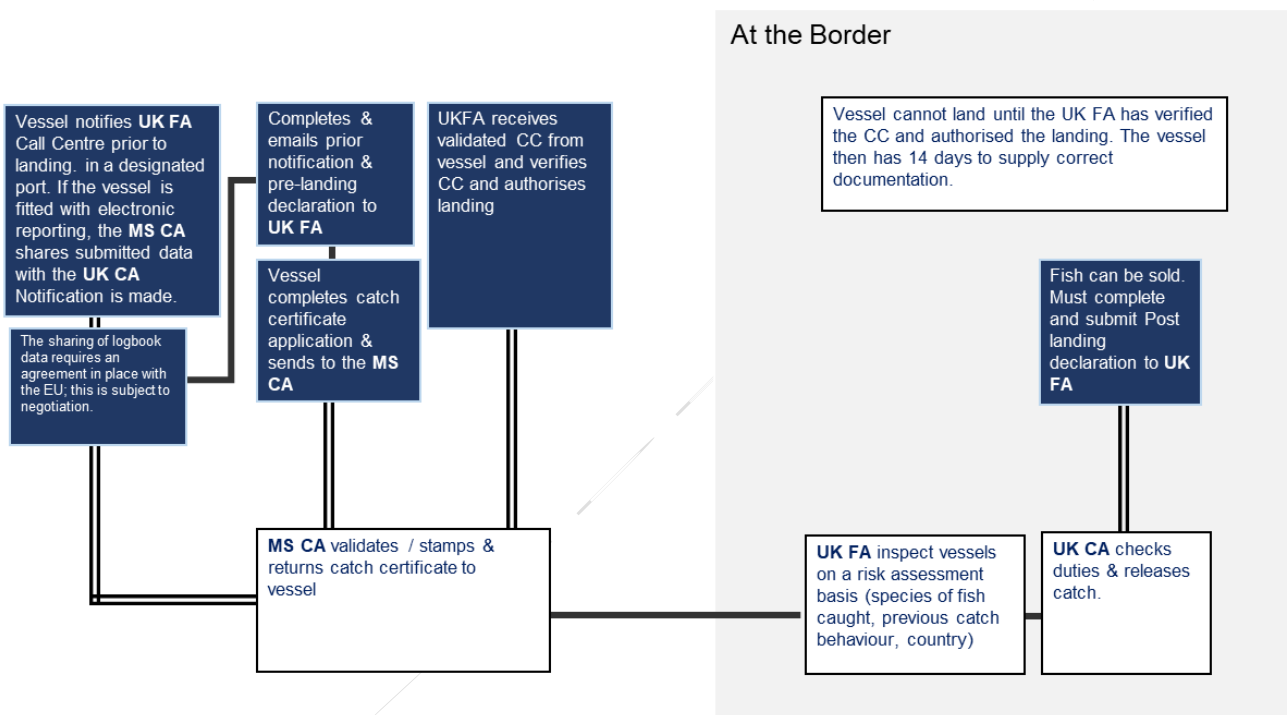 At the Border
Vessel notifies UK FA
Call Centre prior to
landing. in a designated
port. If the vessel is
fitted with electronic
reporting, the MS CA
shares submitted data
with the UK CA
Notification is made.
The sharing of logbook
data requires an
agreement in place with
the EU; this is subject to
negotiation.
Completes &
emails prior
notification &
pre-landing
declaration to
UK FA
Vessel
completes catch
certificate
application &
sends to the MS
CA
UKFA receives
validated CC from
vessel and verifies
CC and authorises
landing
MS CA validates / stamps &
returns catch certificate to
vessel
Vessel cannot land until the UK FA has verified
the CC and authorised the landing. The vessel
then has 14 days to supply correct
documentation.
UK FA inspect vessels
on a risk assessment
basis (species of fish
caught, previous catch
behaviour, country)
UK CA checks
duties & releases
catch.
Fish can be sold.
Must complete
and submit Post
landing
declaration to UK
FA